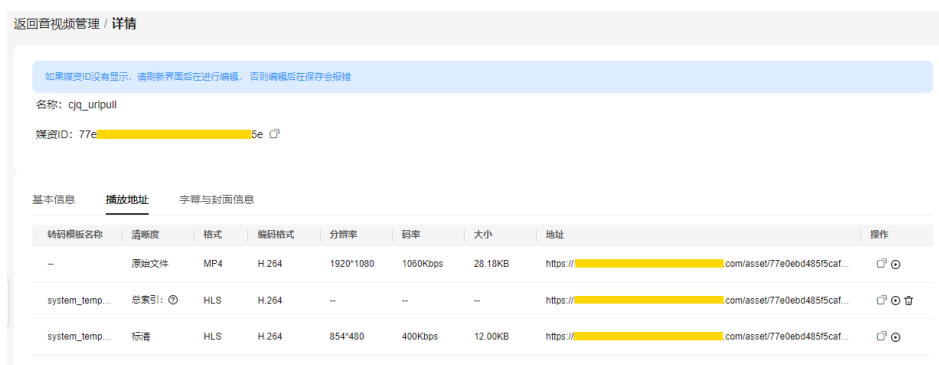 返回音视频管理 / 详情
如果媒资ID没有显示，请刷新界面后在进行编辑，否则编辑后在保存会报错
名称：cjq_urlpull
媒资ID：77e 5e
基本信息 播放地址 字幕与封面信息
转码模板名称 清晰度 格式 编码格式 分辨率 码率 大小 地址 操作
-- 原始文件 MP4 H.264 1920*1080 1060Kbps 28.18KB https:// .com/asset/77e0ebd485f5caf...
system_temp... 总索引： HLS H.264 -- -- -- https:// .com/asset/77e0ebd485f5caf...
system_temp... 标清 HLS H.264 854*480 400Kbps 12.00KB https:// .com/asset/77e0ebd485f5caf...